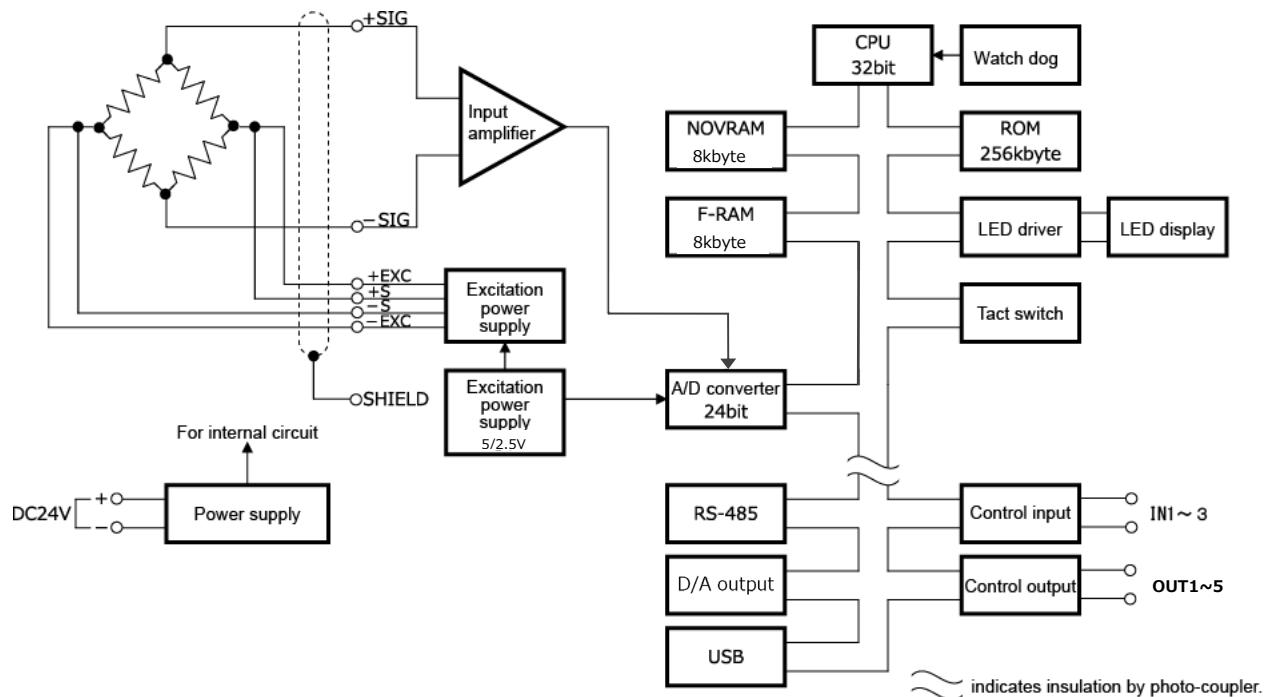 +SIG
Input
amplifier
−SIG
+EXC
+S
−S
−EXC
Excitation
power
supply
SHIELD
Excitation
power
supply
5/2.5V
For internal circuit
DC24V
+
−
Power supply
CPU
32bit
Watch dog
NOVRAM
8kbyte
ROM
256kbyte
F-RAM
8kbyte
LED driver
LED display
Tact switch
A/D converter
24bit
RS-485
Control input
IN1～3
D/A output
Control output
OUT1~5
USB
indicates insulation by photo-coupler.